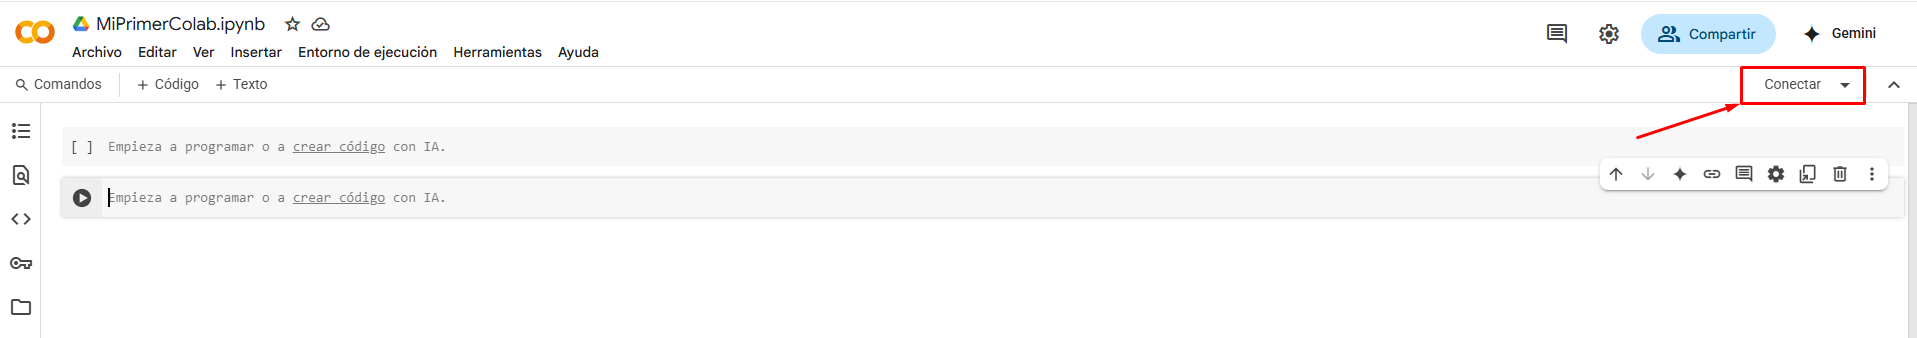 MiPrimerColab.ipynb
Archivo Editar Ver Insertar Entorno de ejecución Herramientas Ayuda
Compartir
Gemini
Comandos + Código + Texto
Conectar
[ ] Empieza a programar o a crear código con IA.
Empieza a programar o a crear código con IA.